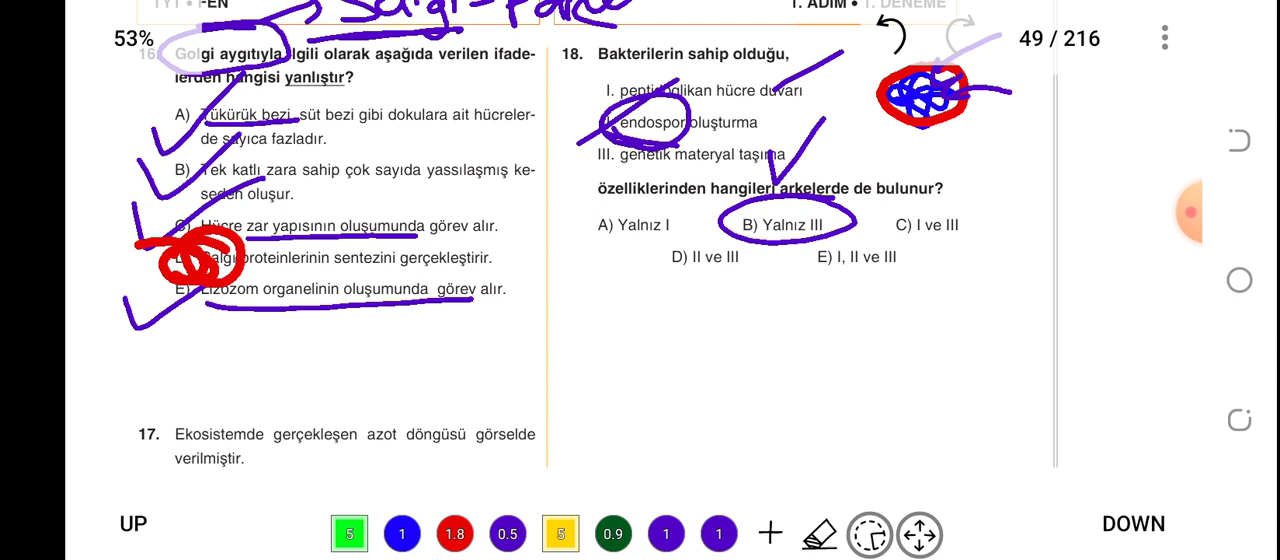 TYT • FEN
1. ADIM • 1. DENEME
Salgı-Paket
53%
49 / 216
16. Golgi aygıtıyla ilgili olarak aşağıda verilen ifade-
lerden hangisi yanlıştır?
A) Tükürük bezi, süt bezi gibi dokulara ait hücreler-
de sayıca fazladır.
B) Tek katlı zara sahip çok sayıda yassılaşmış ke-
seden oluşur.
C) Hücre zar yapısının oluşumunda görev alır.
D) Salgı proteinlerinin sentezini gerçekleştirir.
E) Lizozom organelinin oluşumunda görev alır.
17. Ekosistemde gerçekleşen azot döngüsü görselde
verilmiştir.
18. Bakterilerin sahip olduğu,
I. peptidoglikan hücre duvarı
II. endospor oluşturma
III. genetik materyal taşıma
özelliklerinden hangileri arkelerde de bulunur?
A) Yalnız I
B) Yalnız III
C) I ve III
D) II ve III
E) I, II ve III
UP
5
1
1.8
0.5
5
0.9
1
1
DOWN